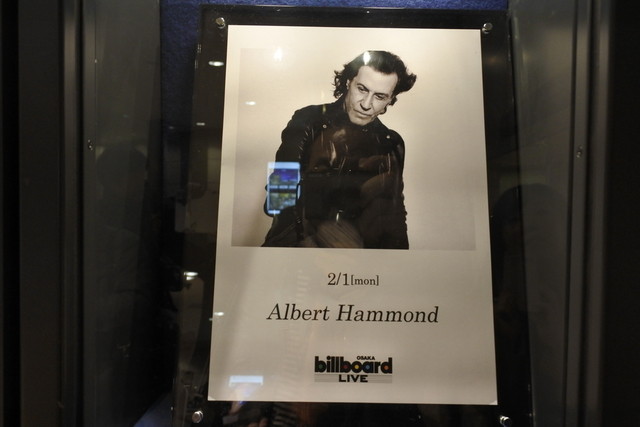 2/1[mon]
Albert Hammond
OSAKA
billboard
LIVE